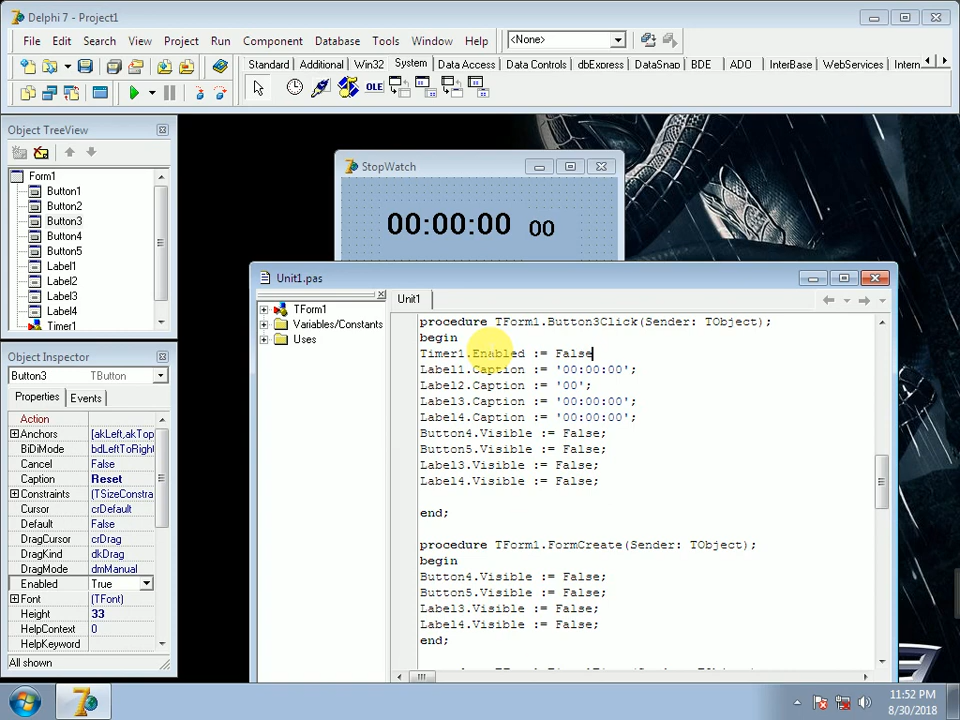 Delphi 7 - Project1
File Edit Search View Project Run Component Database Tools Window Help <None>
Standard Additional Win32 System Data Access Data Controls dbExpress DataSnap BDE ADO InterBase WebServices Intern
OLE
Object TreeView
Form1
Button1
Button2
Button3
Button4
Button5
Label1
Label2
Label3
Label4
Timer1
StopWatch
00:00:00 00
Unit1.pas
TForm1
Variables/Constants
Uses
Unit1
procedure TForm1.Button3Click(Sender: TObject);
begin
Timer1.Enabled := False
Label1.Caption := '00:00:00';
Label2.Caption := '00';
Label3.Caption := '00:00:00';
Label4.Caption := '00:00:00';
Button4.Visible := False;
Button5.Visible := False;
Label3.Visible := False;
Label4.Visible := False;
end;
procedure TForm1.FormCreate(Sender: TObject);
begin
Button4.Visible := False;
Button5.Visible := False;
Label3.Visible := False;
Label4.Visible := False;
end;
Object Inspector
Button3 TButton
Properties Events
Action
Anchors [akLeft,akTop
BiDiMode bdLeftToRight
Cancel False
Caption Reset
Constraints (TSizeConstra
Cursor crDefault
Default False
DragCursor crDrag
DragKind dkDrag
DragMode dmManual
Enabled True
Font (TFont)
Height 33
HelpContext 0
HelpKeyword
All shown
11:52 PM
8/30/2018